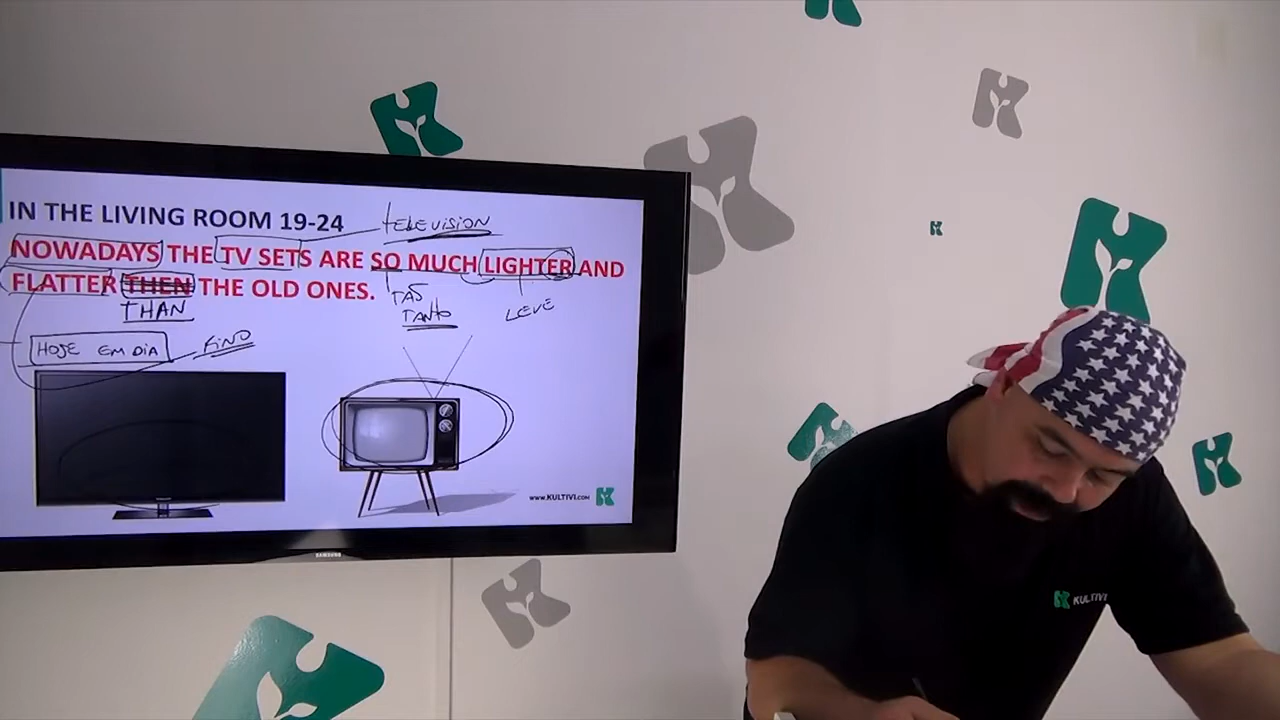 IN THE LIVING ROOM 19-24
TELEVISION
NOWADAYS THE TV SETS ARE SO MUCH LIGHTER AND
FLATTER THEN THE OLD ONES.
THAN
TÃO
TANTO
LEVE
HOJE EM DIA
FINO
WWW.KULTIVI.COM
SAMSUNG
KULTIVI